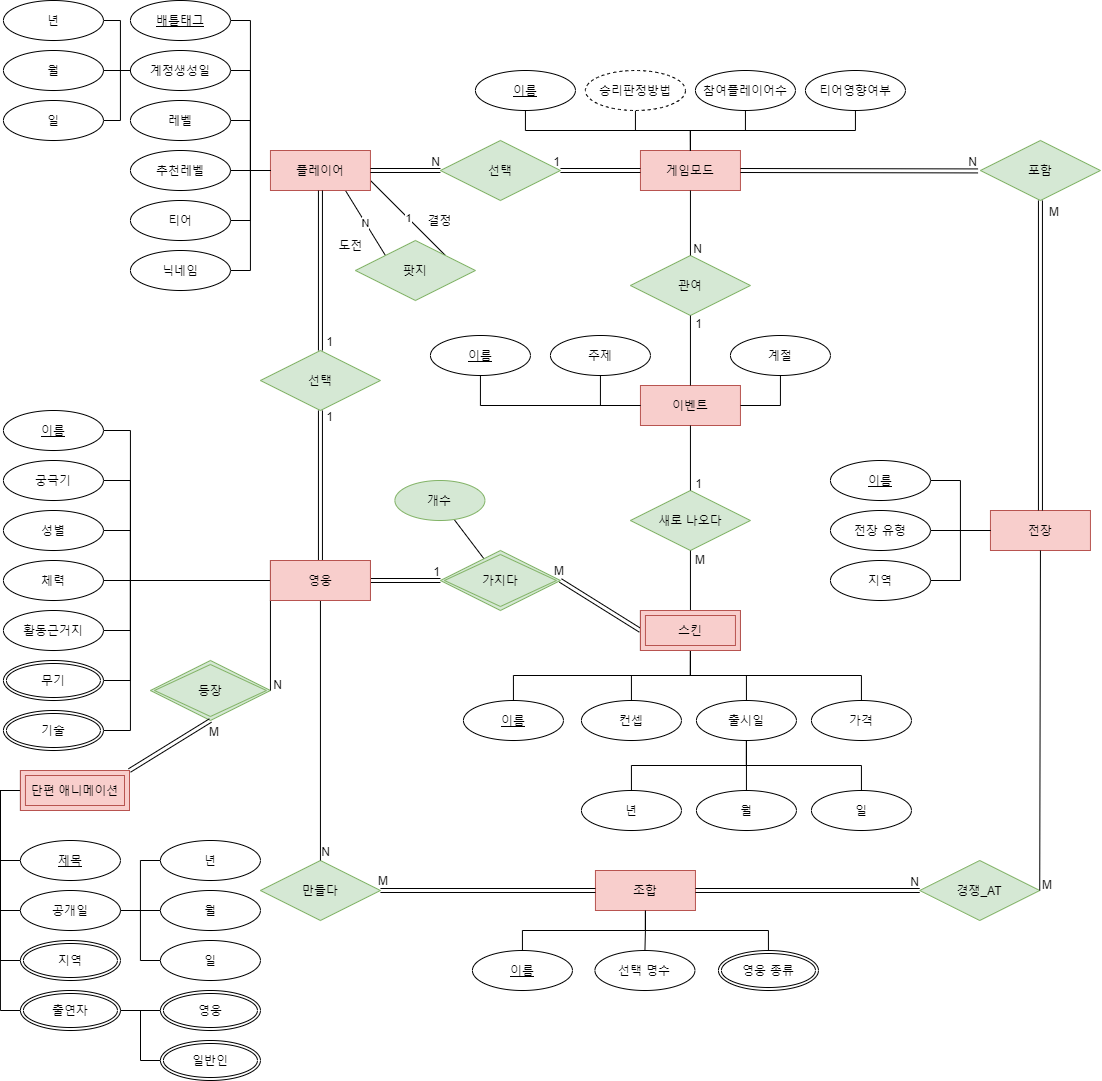 년
배틀태그
월
계정생성일
일
레벨
추천레벨
티어
닉네임
플레이어
N
선택
1
이름
승리판정방법
참여플레이어수
티어영향여부
게임모드
N
포함
M
N
도전
1
결정
팟지
N
관여
1
1
선택
1
이름
주제
계절
이벤트
1
새로 나오다
M
이름
전장 유형
지역
전장
이름
궁극기
성별
체력
활동근거지
무기
기술
영웅
1
개수
가지다
M
스킨
이름
컨셉
출시일
가격
년
월
일
N
등장
M
단편 애니메이션
제목
공개일
년
월
일
지역
출연자
영웅
일반인
N
만들다
M
조합
N
경쟁_AT
M
이름
선택 명수
영웅 종류